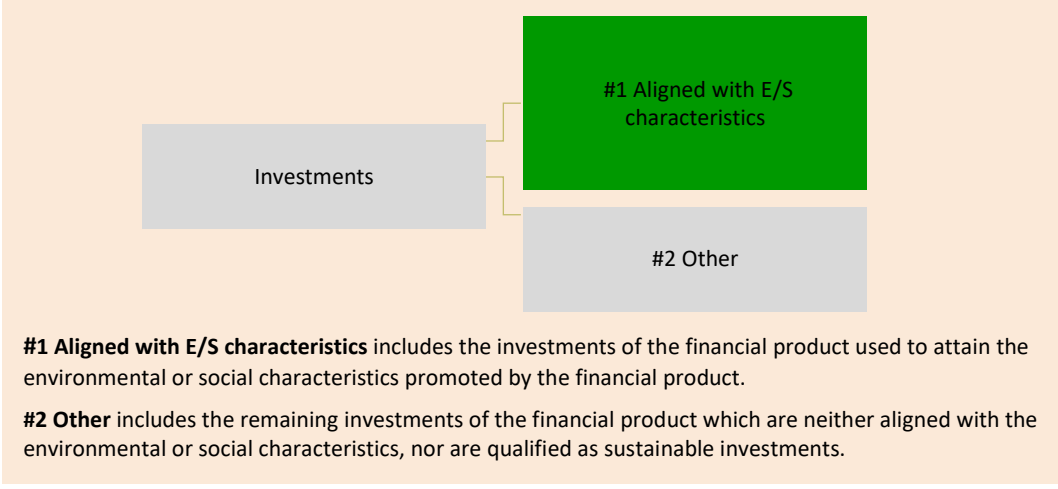 #1 Aligned with E/S
characteristics
Investments
#2 Other
#1 Aligned with E/S characteristics includes the investments of the financial product used to attain the
environmental or social characteristics promoted by the financial product.
#2 Other includes the remaining investments of the financial product which are neither aligned with the
environmental or social characteristics, nor are qualified as sustainable investments.